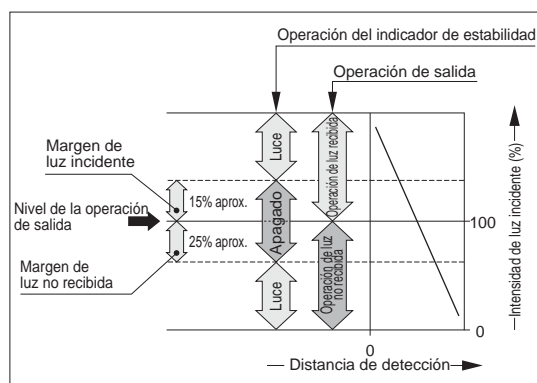 Operación del indicador de estabilidad
Operación de salida
Margen de
luz incidente
Nivel de la operación
de salida
Margen de
luz no recibida
15% aprox.
25% aprox.
Luce
Apagado
Luce
Operación de luz recibida
Operación de luz
no recibida
100
0
Intensidad de luz incidente (%)
0
Distancia de detección